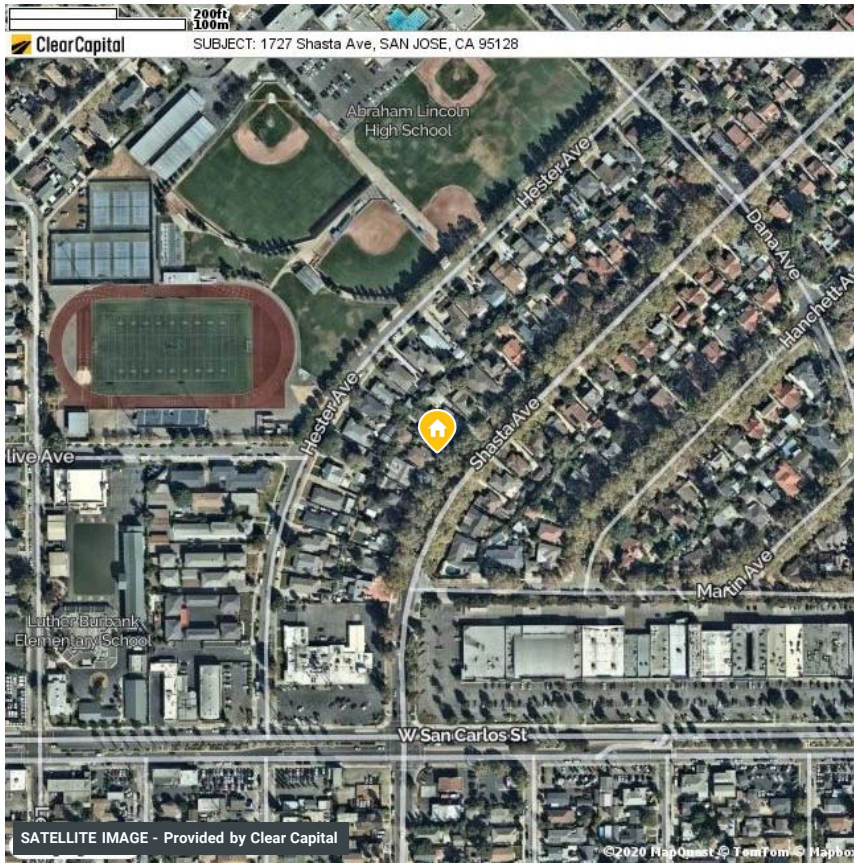 200ft
100m
ClearCapital
SUBJECT: 1727 Shasta Ave, SAN JOSE, CA 95128
Abraham Lincoln
High School
Hester Ave
Dana Ave
Hanchett
Hester Ave
Shasta Ave
live Ave
Martin Ave
Luther Burbank
Elementary School
W San Carlos St
SATELLITE IMAGE - Provided by Clear Capital
©2020 MapQuest © TomTom © Mapbox